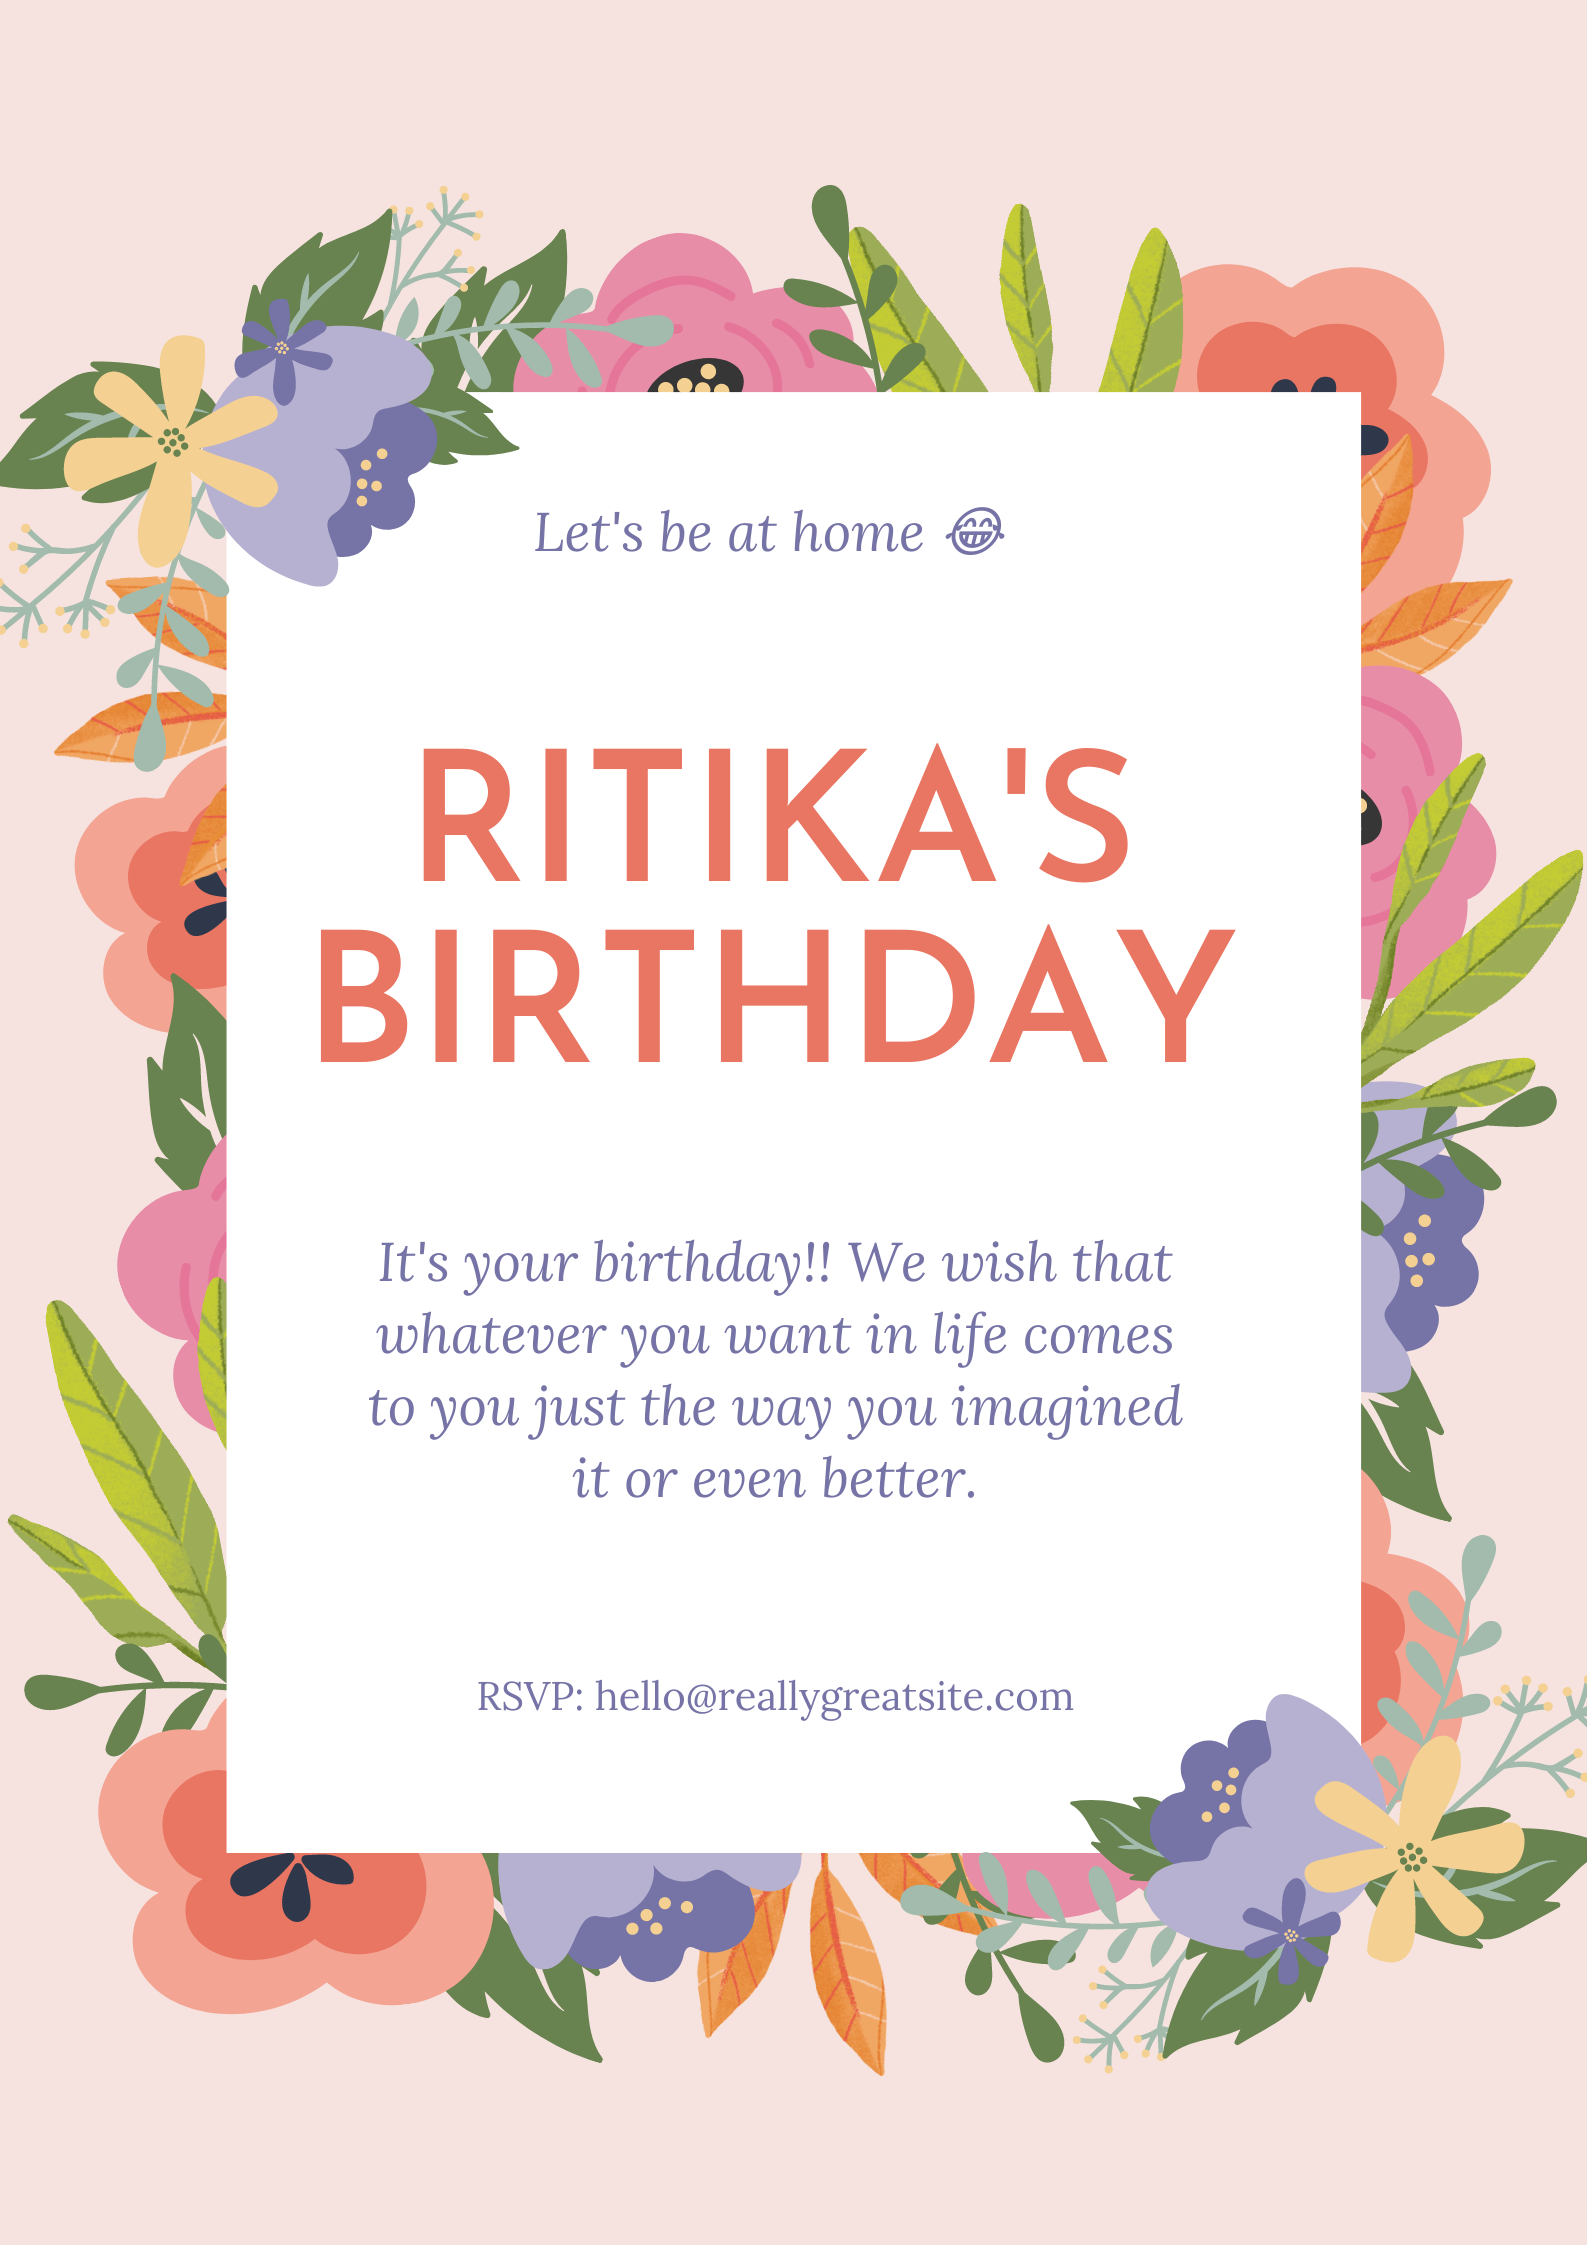 Let's be at home 😂
RITIKA'S
BIRTHDAY
It's your birthday!! We wish that
whatever you want in life comes
to you just the way you imagined
it or even better.
RSVP: hello@reallygreatsite.com